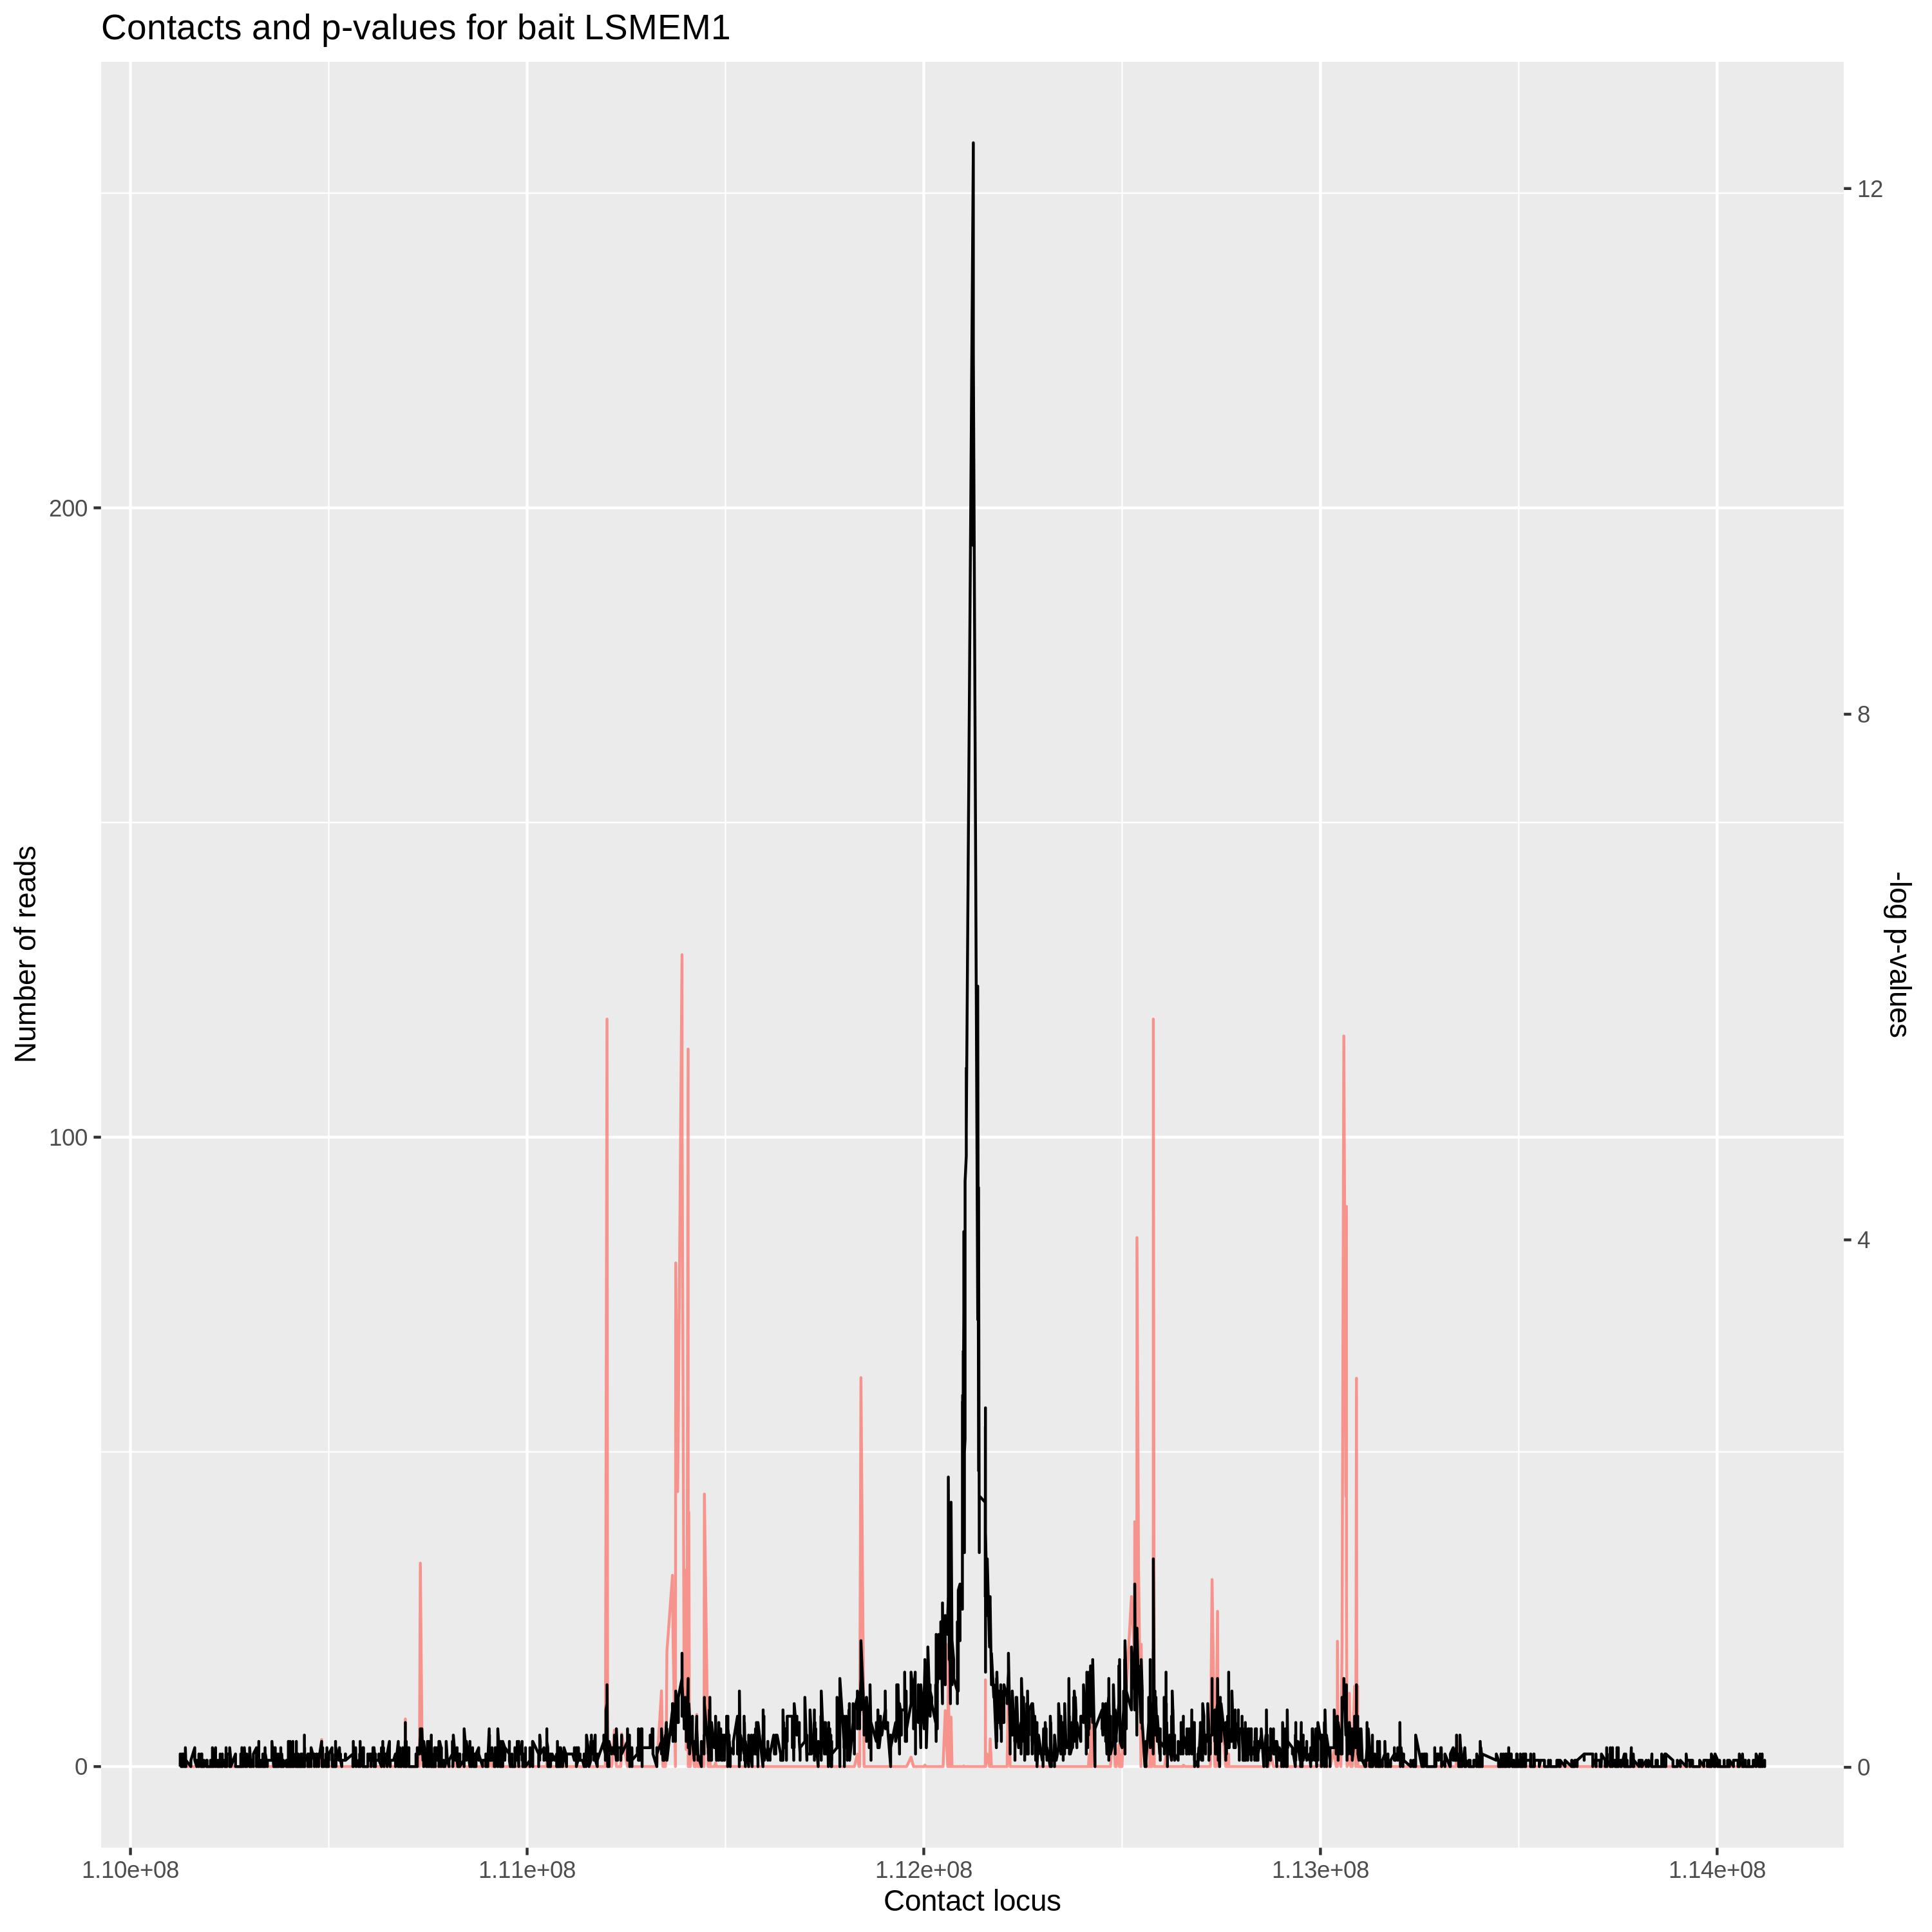 Contacts and p-values for bait LSMEM1
Number of reads
200
100
0
12
8
4
0
-log p-values
1.10e+08
1.11e+08
1.12e+08
1.13e+08
1.14e+08
Contact locus